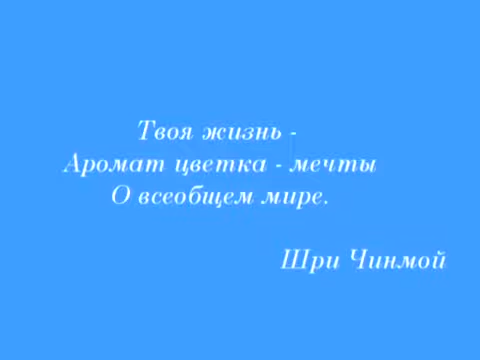 Твоя жизнь -
Аромат цветка - мечты
О всеобщем мире.
Шри Чинмой